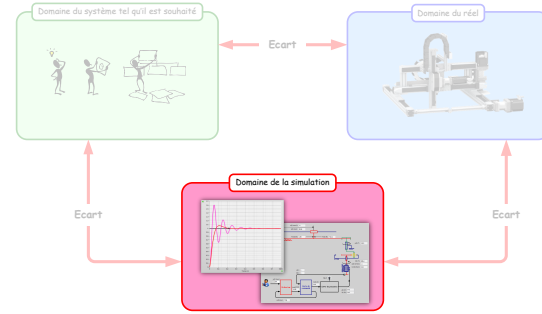 Domaine du système tel qu'il est souhaité
Domaine du réel
Ecart
Domaine de la simulation
Ecart
Ecart